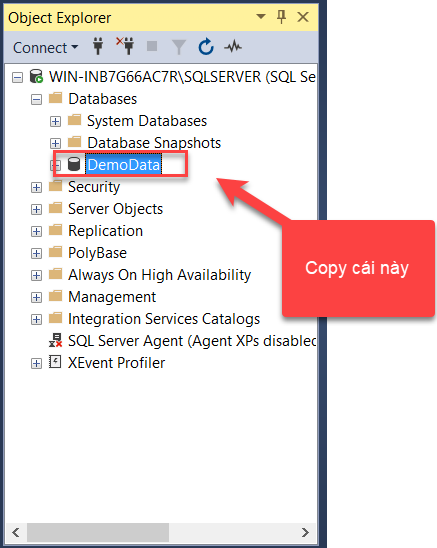 Object Explorer
Connect
WIN-INB7G66AC7R\SQLSERVER (SQL Se
Databases
System Databases
Database Snapshots
DemoData
Security
Server Objects
Replication
PolyBase
Always On High Availability
Management
Integration Services Catalogs
SQL Server Agent (Agent XPs disabled
XEvent Profiler
Copy cái này